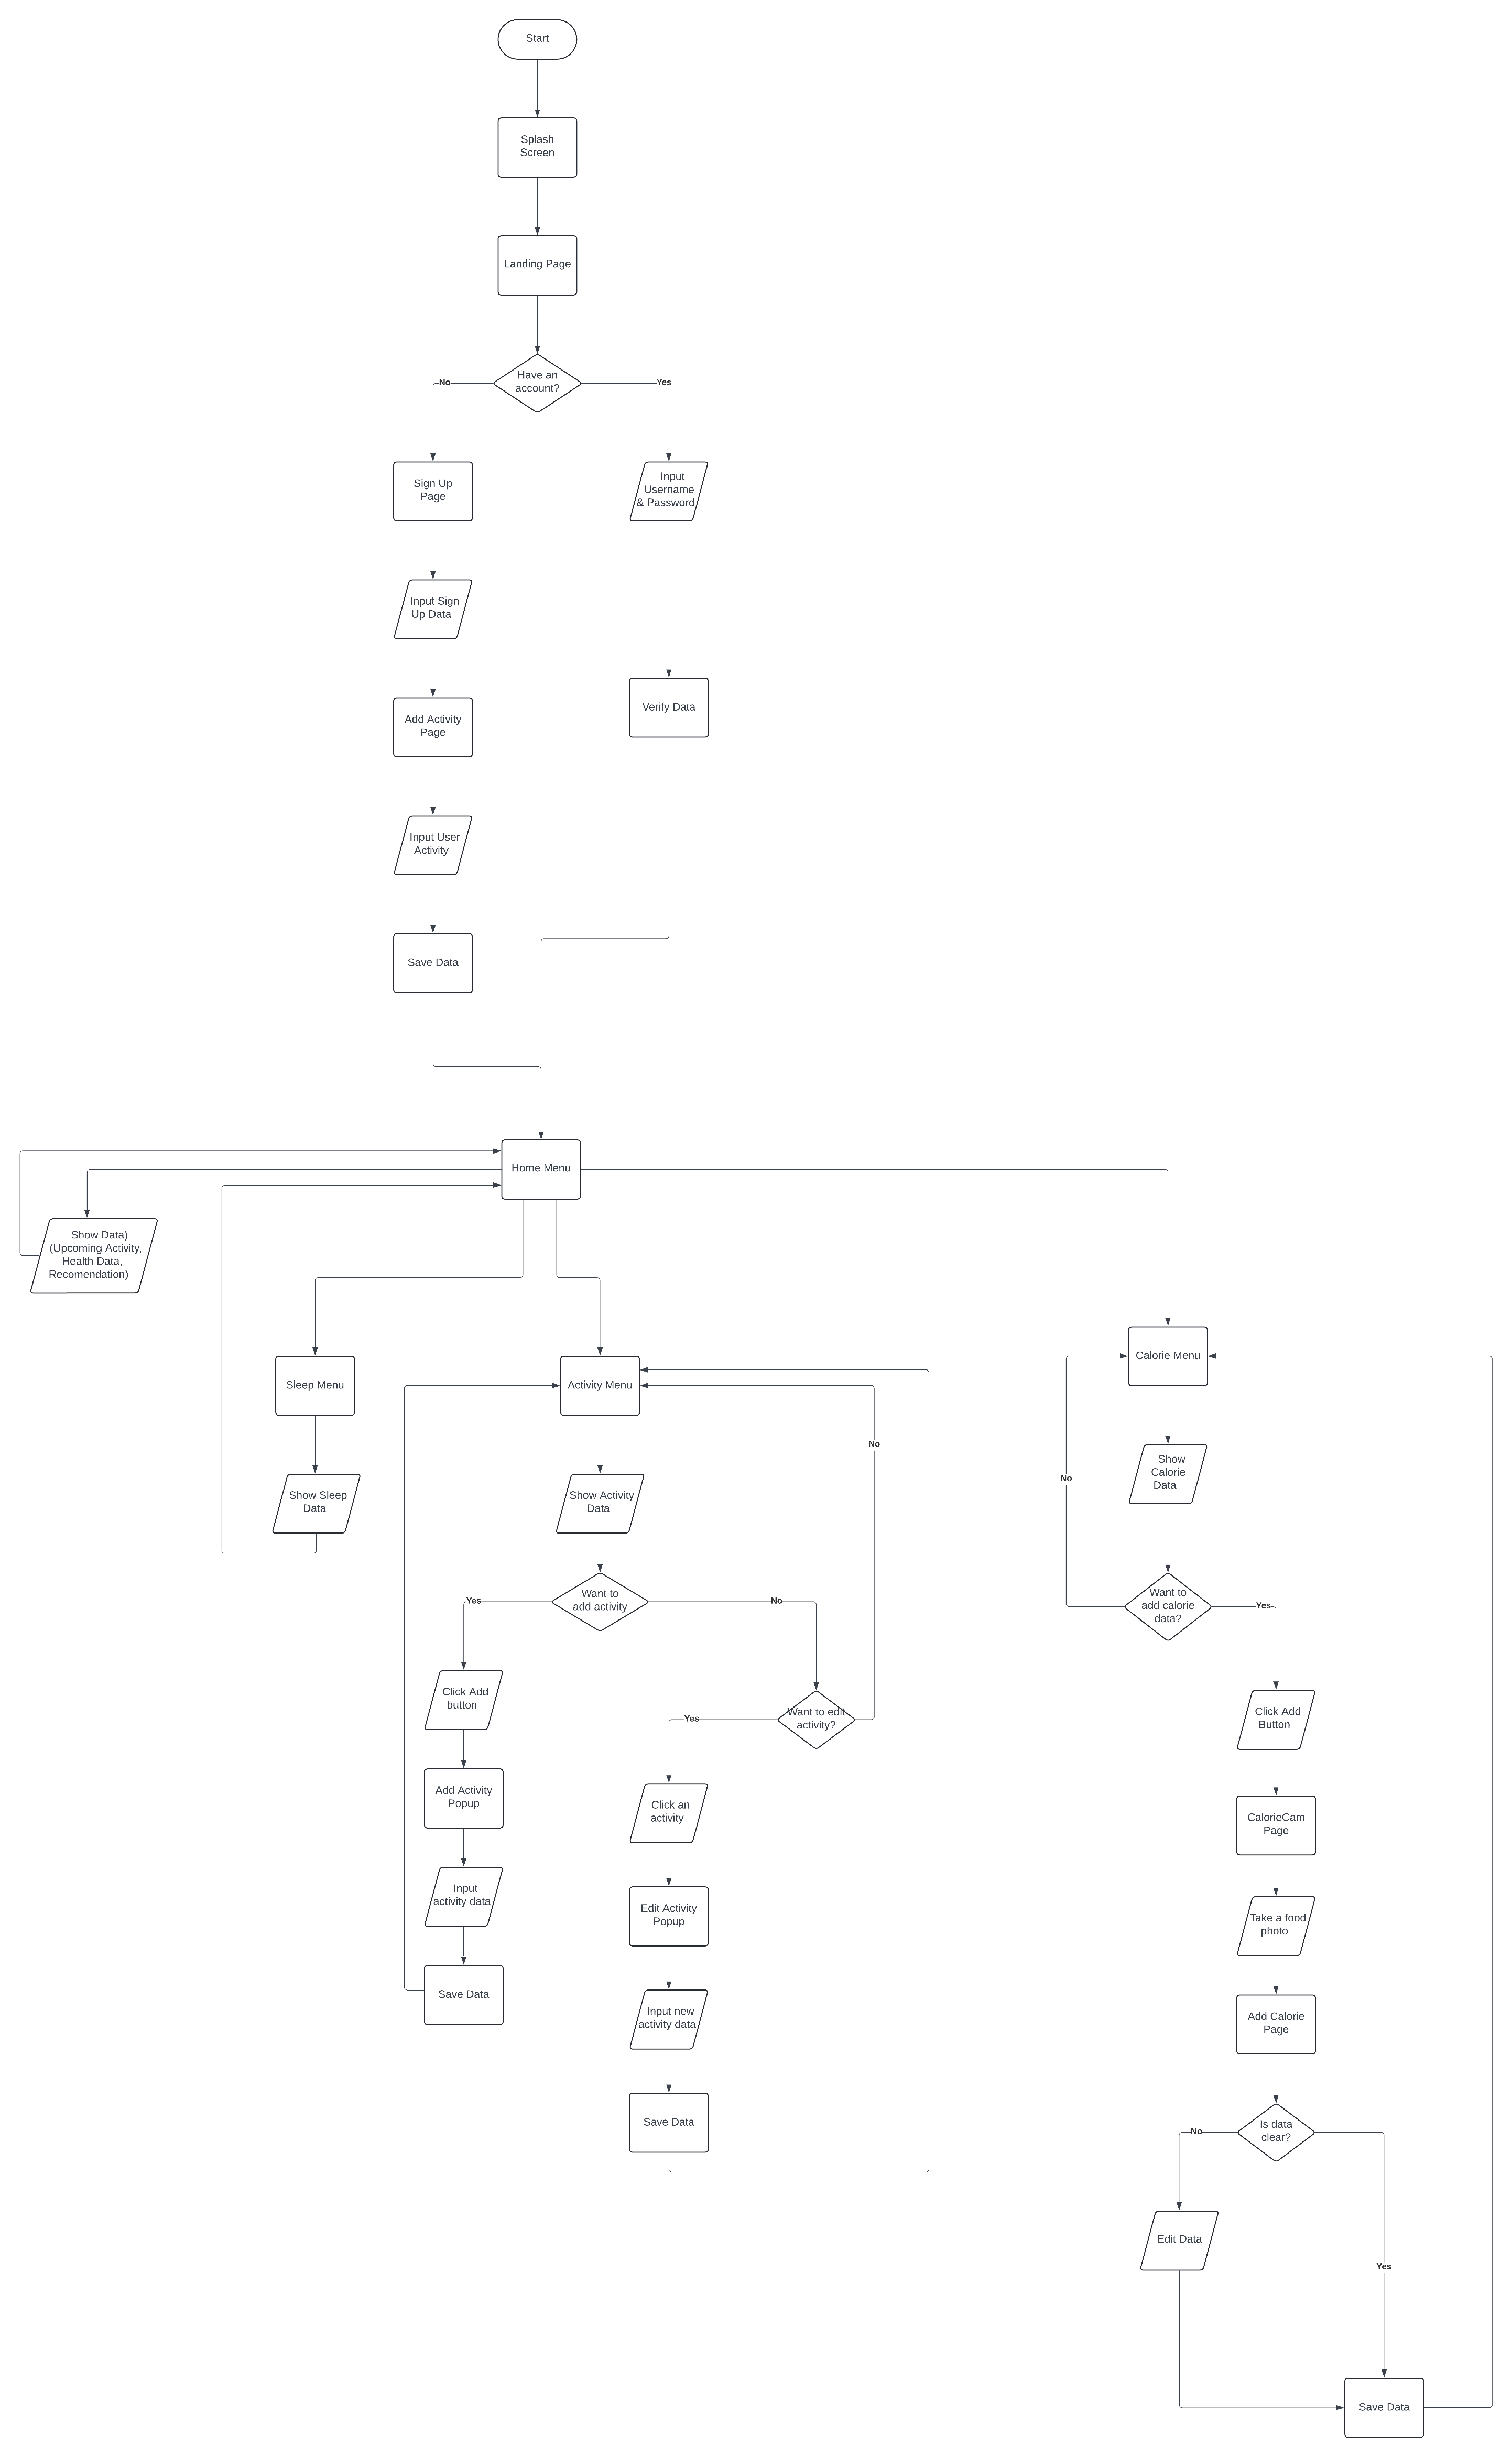 Start
Splash
Screen
Landing Page
Have an
account?
No
Yes
Sign Up
Page
Input
Username
& Password
Input Sign
Up Data
Add Activity
Page
Verify Data
Input User
Activity
Save Data
Home Menu
Show Data)
(Upcoming Activity,
Health Data,
Recomendation)
Sleep Menu
Show Sleep
Data
Activity Menu
Show Activity
Data
Want to
add activity
Yes
No
Click Add
button
Add Activity
Popup
Input
activity data
Save Data
Want to edit
activity?
No
Yes
Click an
activity
Edit Activity
Popup
Input new
activity data
Save Data
Calorie Menu
Show
Calorie
Data
Want to
add calorie
data?
No
Yes
Click Add
Button
CalorieCam
Page
Take a food
photo
Add Calorie
Page
Is data
clear?
No
Yes
Edit Data
Save Data